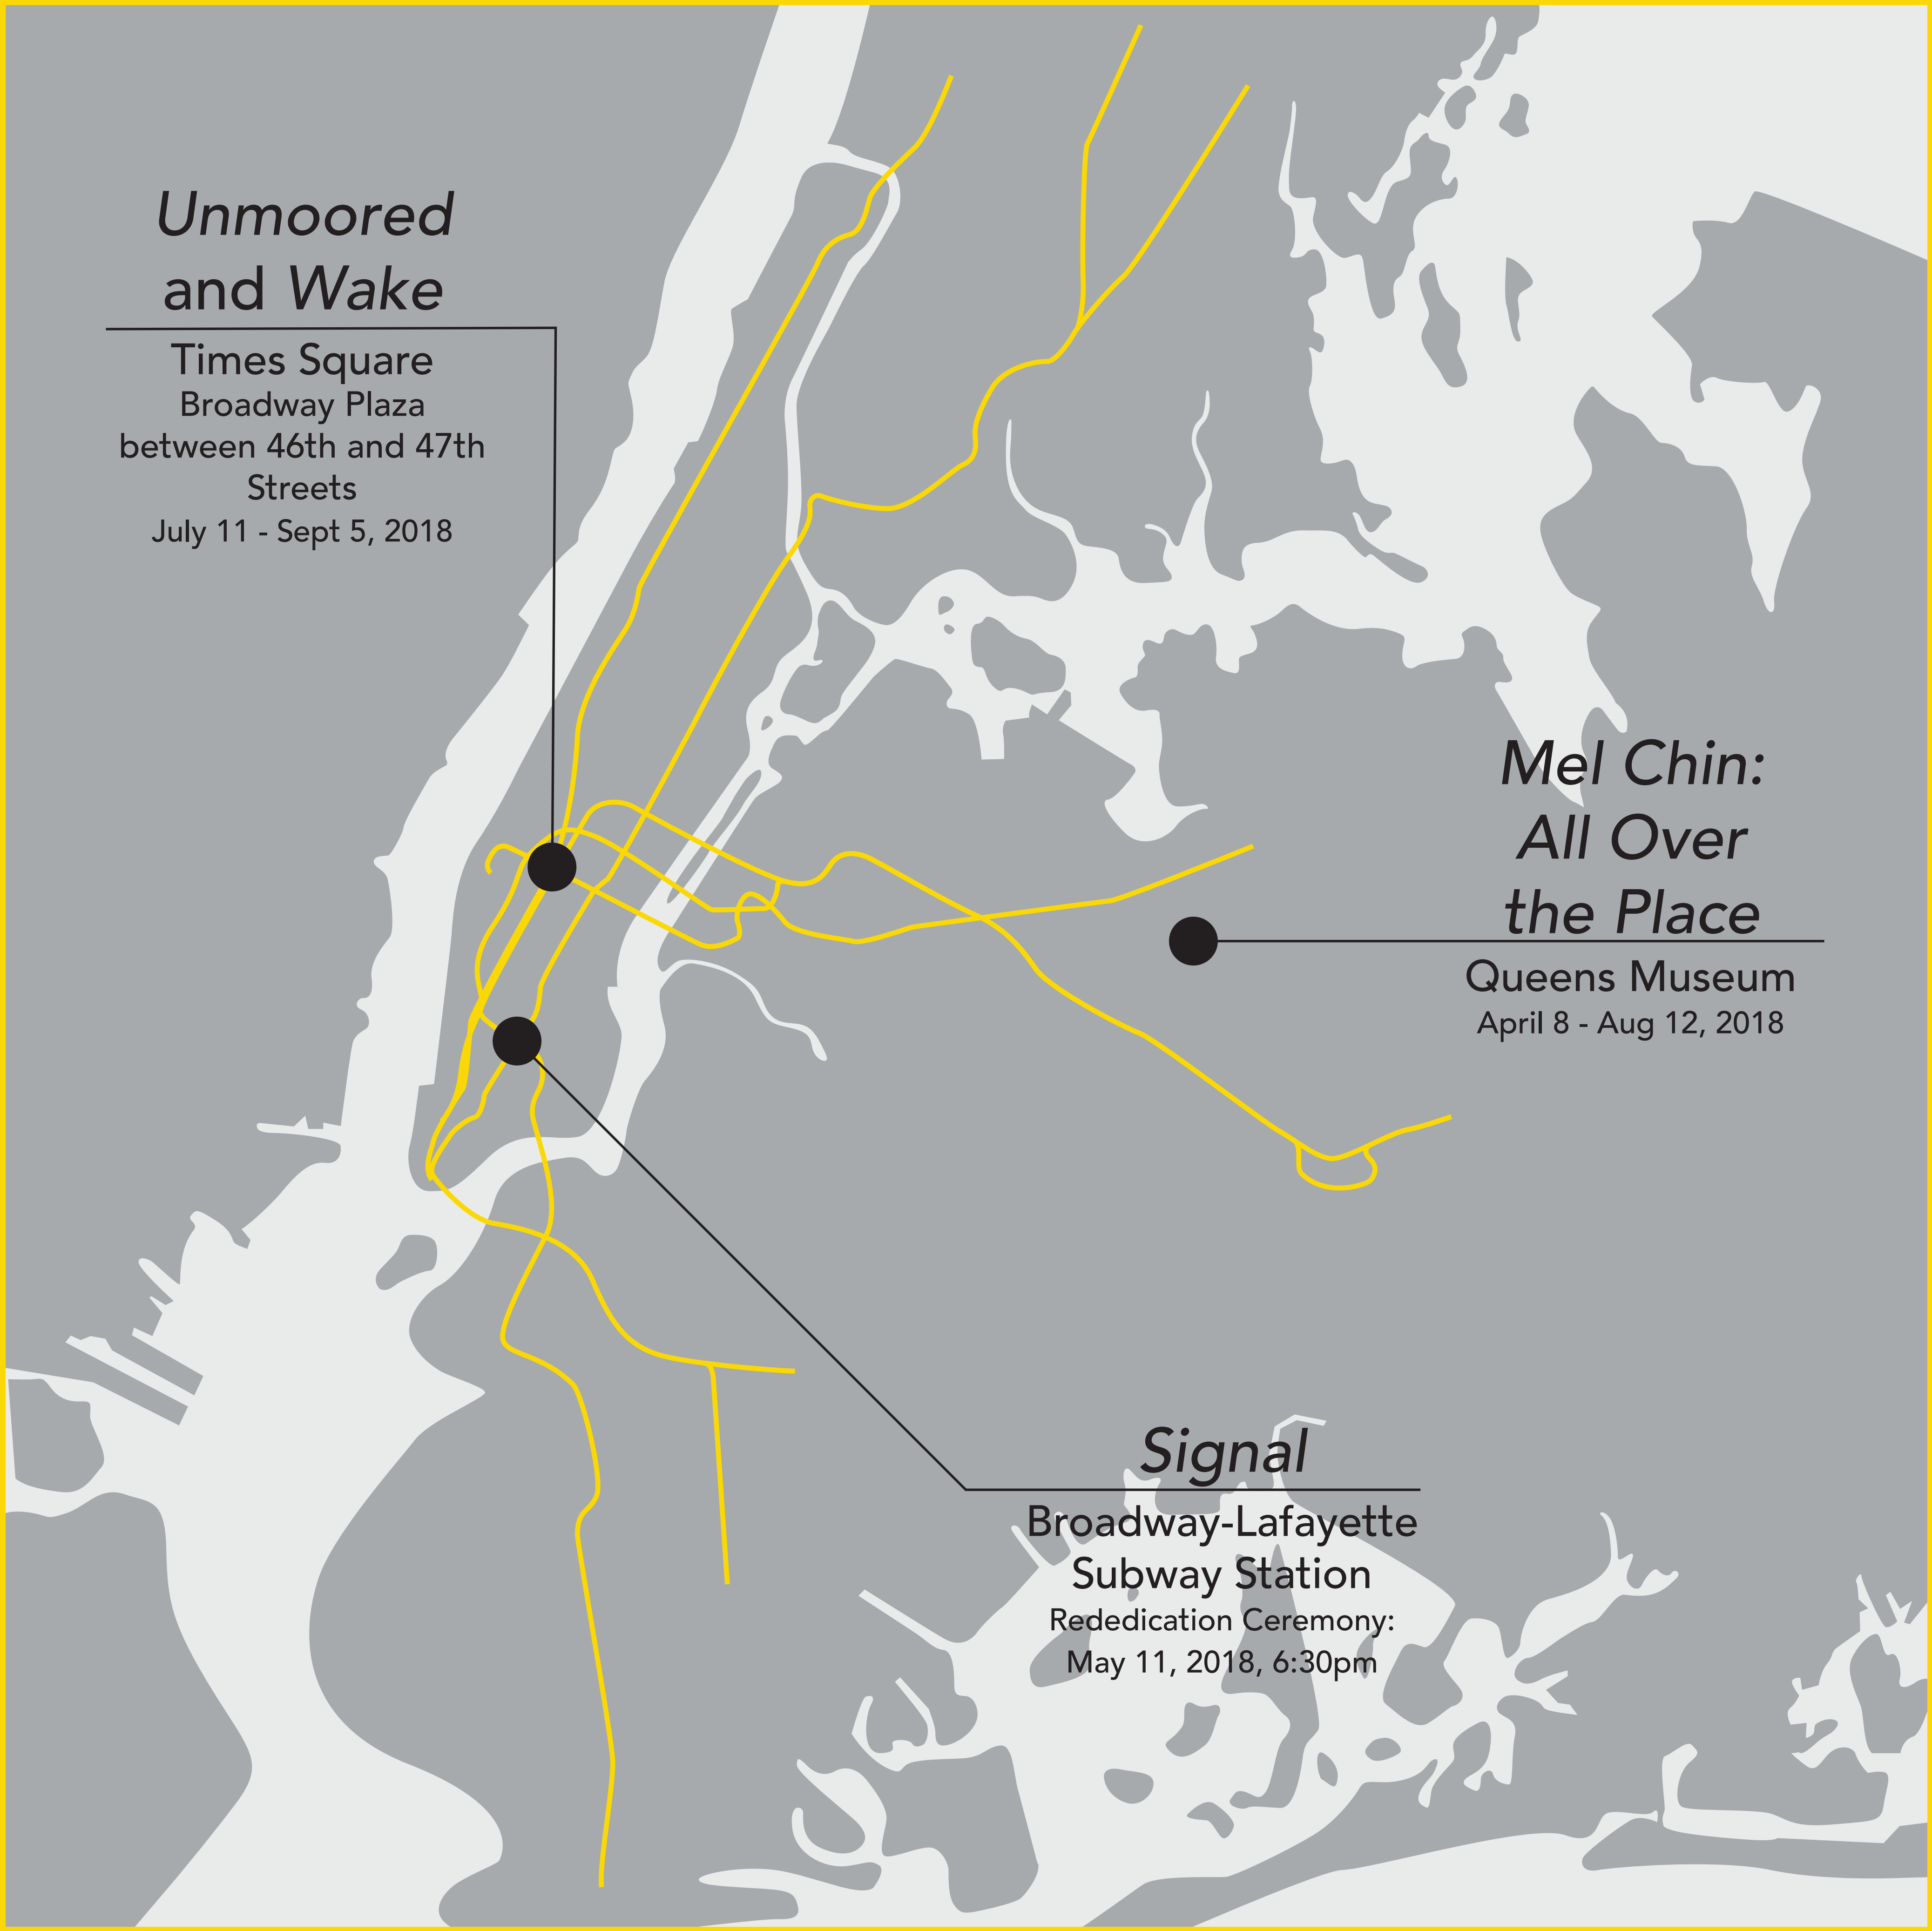 Unmoored
and Wake
Times Square
Broadway Plaza
between 46th and 47th
Streets
July 11 - Sept 5, 2018
Mel Chin:
All Over
the Place
Queens Museum
April 8 - Aug 12, 2018
Signal
Broadway-Lafayette
Subway Station
Rededication Ceremony:
May 11, 2018, 6:30pm